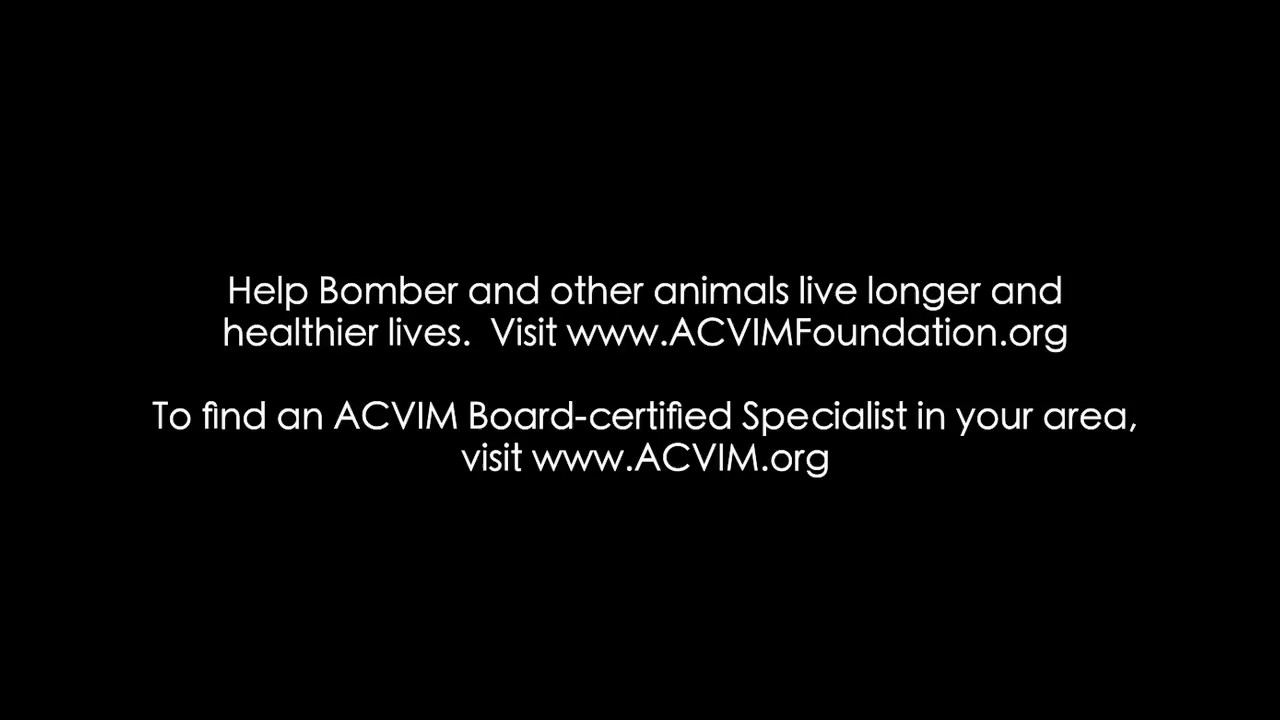 Help Bomber and other animals live longer and
healthier lives.  Visit www.ACVIMFoundation.org
To find an ACVIM Board-certified Specialist in your area,
visit www.ACVIM.org